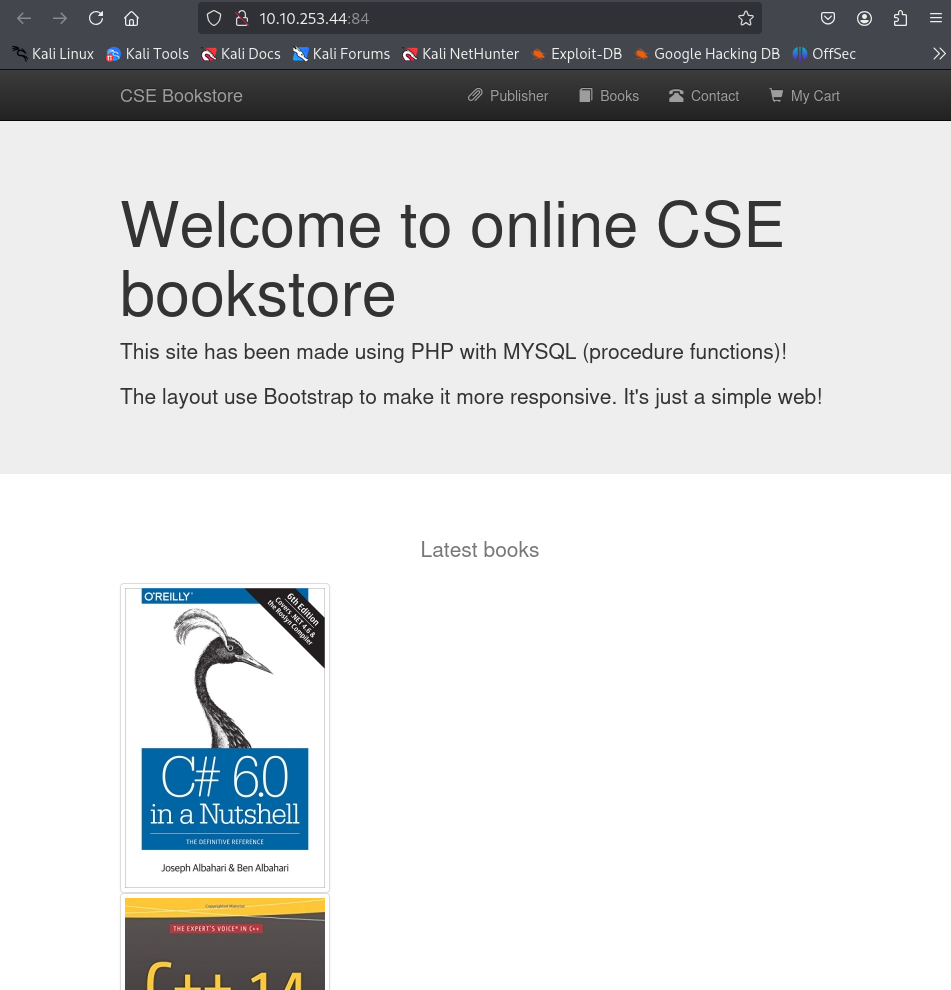 10.10.253.44:84
Kali Linux Kali Tools Kali Docs Kali Forums Kali NetHunter Exploit-DB Google Hacking DB OffSec
CSE Bookstore Publisher Books Contact My Cart
Welcome to online CSE
bookstore
This site has been made using PHP with MYSQL (procedure functions)!
The layout use Bootstrap to make it more responsive. It's just a simple web!
Latest books
O'REILLY®
6th Edition
Covers .NET 4.6 &
the Roslyn Compiler
C# 6.0
in a Nutshell
THE DEFINITIVE REFERENCE
Joseph Albahari & Ben Albahari
Copyrighted Material
THE EXPERT'S VOICE® IN C++
C++ 14